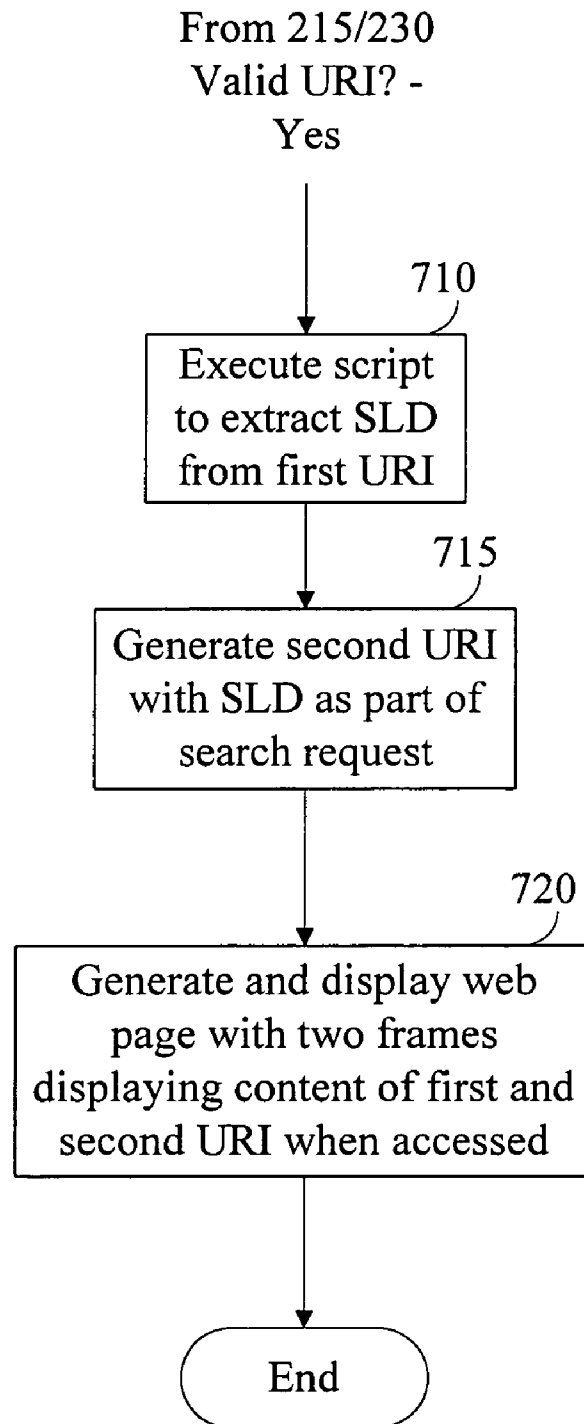 From 215/230
Valid URI? -
Yes
710
Execute script
to extract SLD
from first URI
715
Generate second URI
with SLD as part of
search request
720
Generate and display web
page with two frames
displaying content of first and
second URI when accessed
End